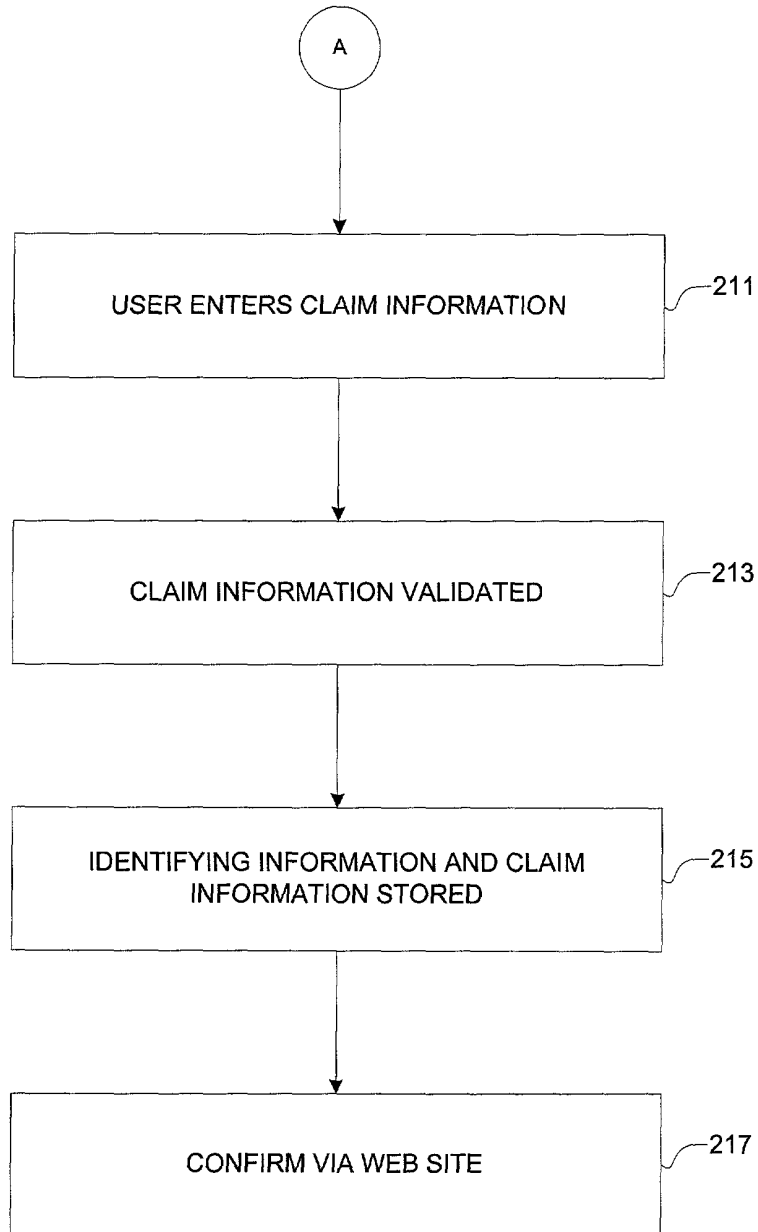 A
USER ENTERS CLAIM INFORMATION
211
CLAIM INFORMATION VALIDATED
213
IDENTIFYING INFORMATION AND CLAIM
INFORMATION STORED
215
CONFIRM VIA WEB SITE
217